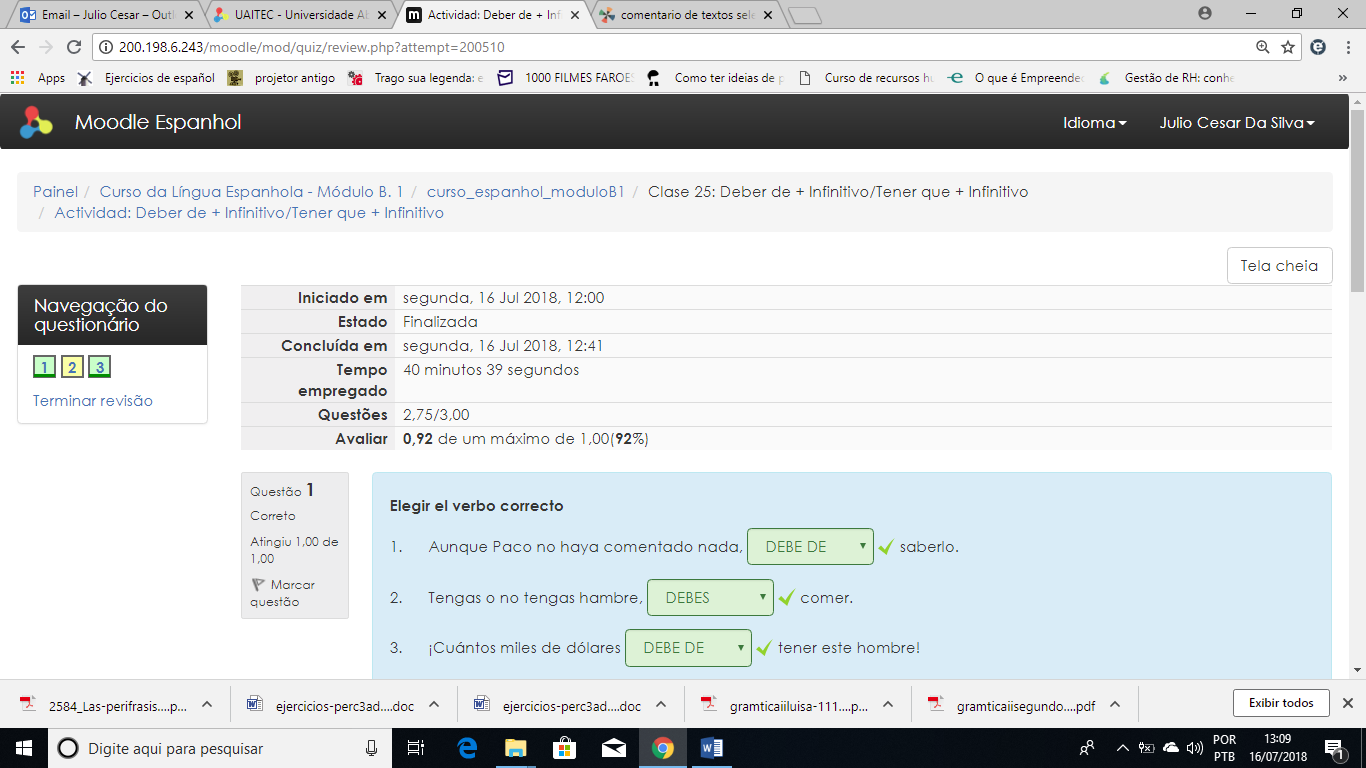 Email – Julio Cesar – Outl
UAITEC - Universidade Ab
Actividad: Deber de + Inf
comentario de textos sele
200.198.6.243/moodle/mod/quiz/review.php?attempt=200510
Apps
Ejercicios de español
projetor antigo
Trago sua legenda: e
1000 FILMES FAROES
Como ter ideias de p
Curso de recursos hu
O que é Empreende
Gestão de RH: conhe
»
Moodle Espanhol
Idioma
Julio Cesar Da Silva
Painel / Curso da Língua Espanhola - Módulo B. 1 / curso_espanhol_moduloB1 / Clase 25: Deber de + Infinitivo/Tener que + Infinitivo
/ Actividad: Deber de + Infinitivo/Tener que + Infinitivo
Tela cheia
Navegação do
questionário
1 2 3
Terminar revisão
Iniciado em segunda, 16 Jul 2018, 12:00
Estado Finalizada
Concluída em segunda, 16 Jul 2018, 12:41
Tempo 40 minutos 39 segundos
empregado
Questões 2,75/3,00
Avaliar 0,92 de um máximo de 1,00(92%)
Questão 1
Correto
Atingiu 1,00 de
1,00
Marcar
questão
Elegir el verbo correcto
1. Aunque Paco no haya comentado nada, DEBE DE saberlo.
2. Tengas o no tengas hambre, DEBES comer.
3. ¡Cuántos miles de dólares DEBE DE tener este hombre!
2584_Las-perifrasis....p...
ejercicios-perc3ad....doc
ejercicios-perc3ad....doc
gramticaiiluisa-111....p...
gramticaiisegundo....pdf
Exibir todos
Digite aqui para pesquisar
POR
PTB
13:09
16/07/2018
1